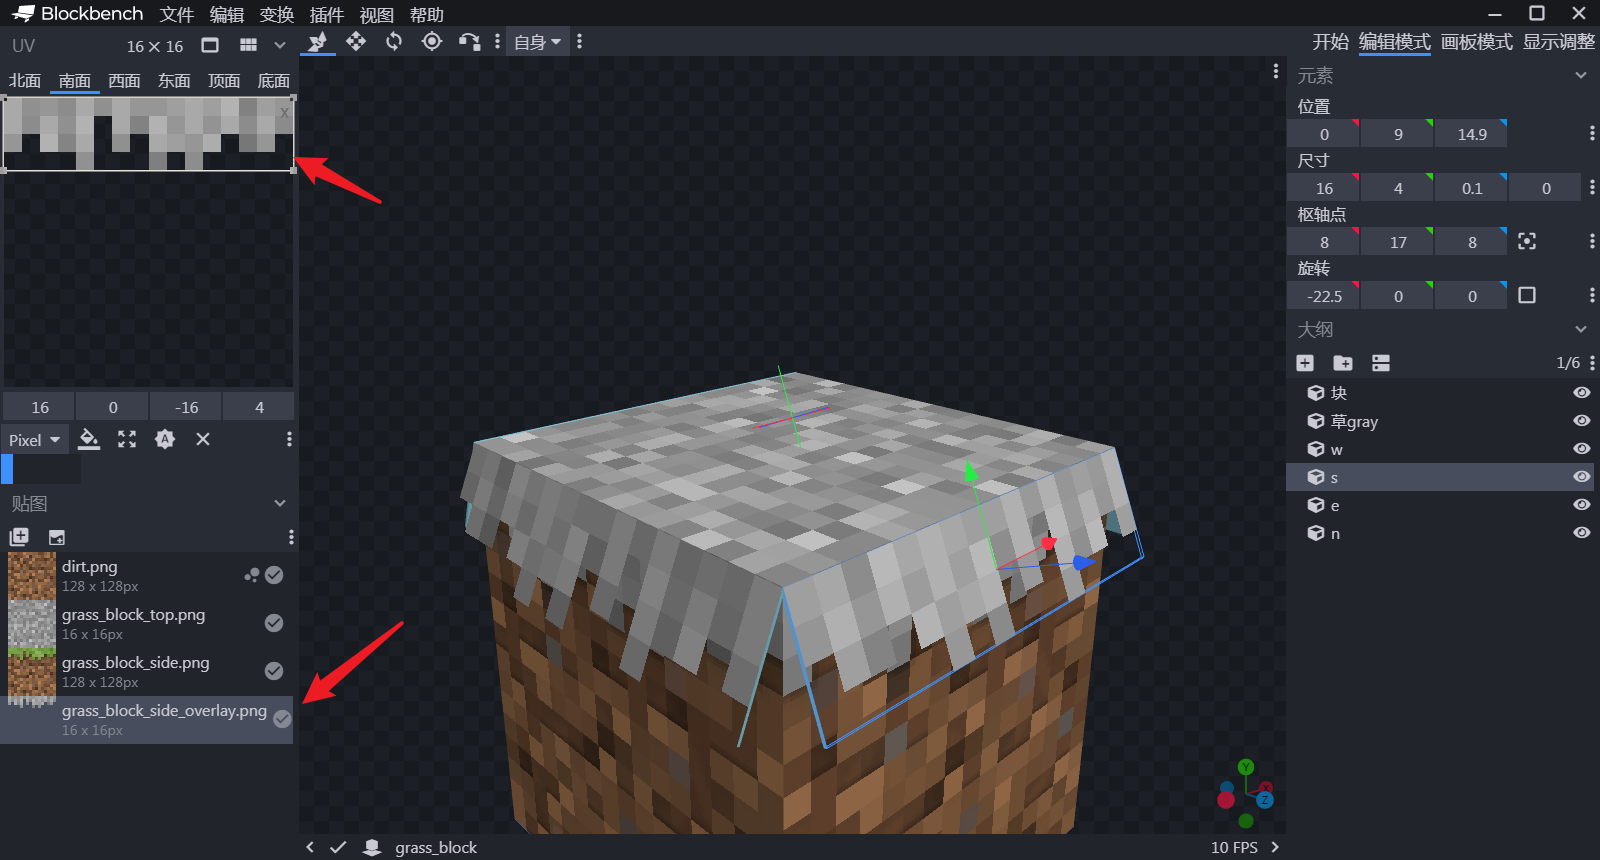 Blockbench 文件 编辑 变换 插件 视图 帮助
UV 16 × 16
自身
开始 编辑模式 画板模式 显示调整
北面 南面 西面 东面 顶面 底面
X
16 0 -16 4
Pixel
A
贴图
dirt.png
128 x 128px
grass_block_top.png
16 x 16px
grass_block_side.png
128 x 128px
grass_block_side_overlay.png
16 x 16px
元素
位置
0 9 14.9
尺寸
16 4 0.1 0
枢轴点
8 17 8
旋转
-22.5 0 0
大纲
1/6
块
草gray
w
s
e
n
Y
X
Z
grass_block
10 FPS